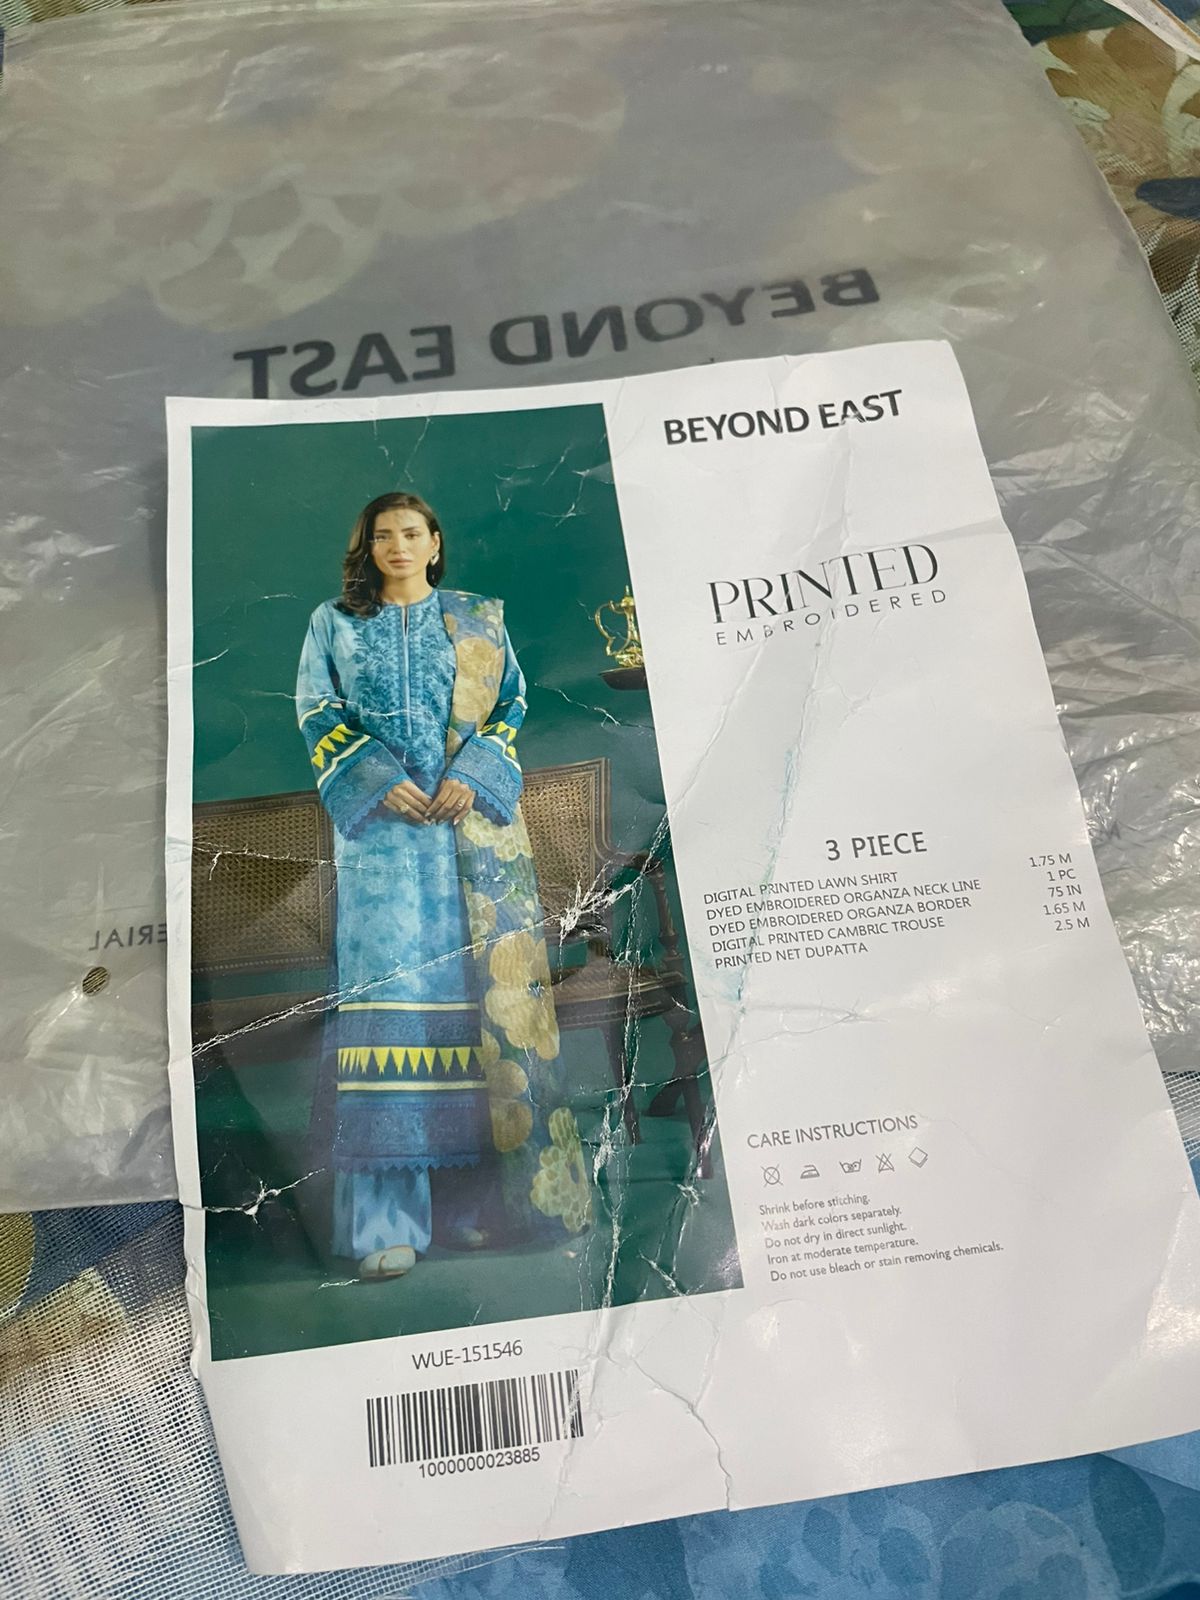 BEYOND EAST
BEYOND EAST
PRINTED
EMBROIDERED
3 PIECE
DIGITAL PRINTED LAWN SHIRT 1.75 M
DYED EMBROIDERED ORGANZA NECK LINE 1 PC
DYED EMBROIDERED ORGANZA BORDER 75 IN
DIGITAL PRINTED CAMBRIC TROUSE 1.65 M
PRINTED NET DUPATTA 2.5 M
CARE INSTRUCTIONS
Shrink before stitching.
Wash dark colors separately.
Do not dry in direct sunlight.
Iron at moderate temperature.
Do not use bleach or stain removing chemicals.
WUE-151546
1000000023885